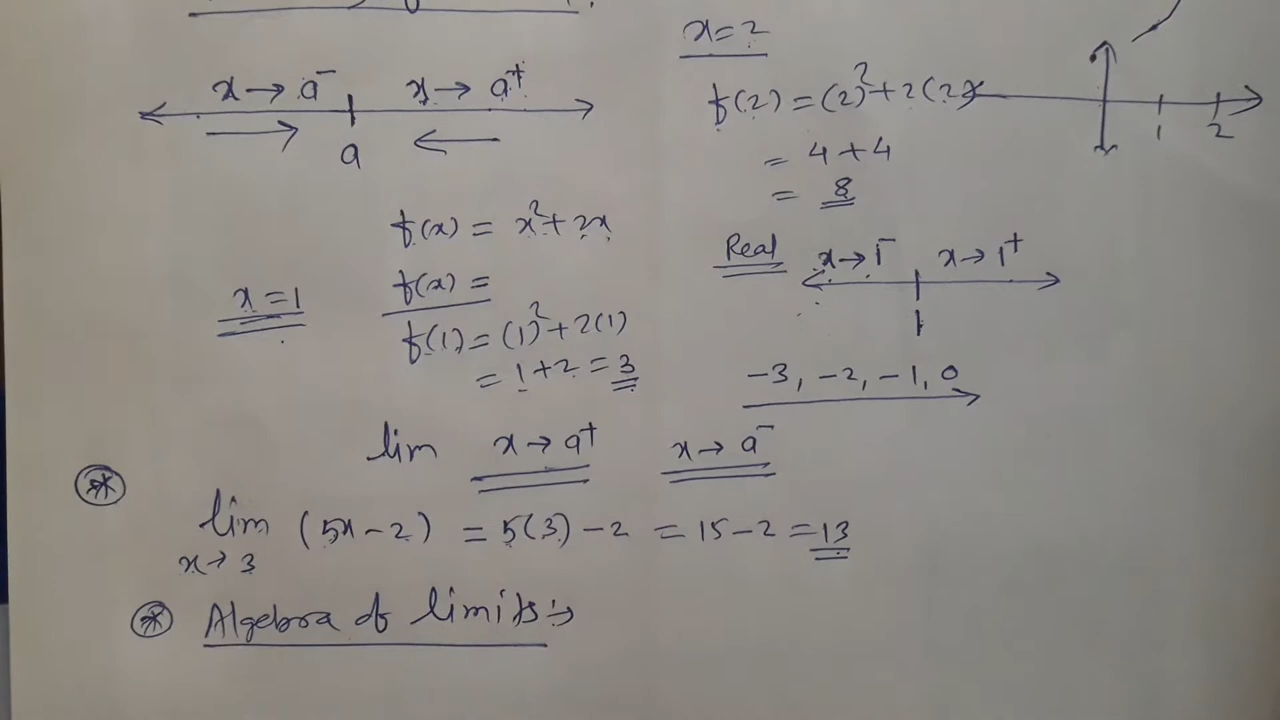 x → a⁻ x → a⁺
a
f(x) = x² + 2x
x = 1
f(x) =
f(1) = (1)² + 2(1)
= 1 + 2 = 3
x = 2
f(2) = (2)² + 2(2)
= 4 + 4
= 8
1 2
Real x → 1⁻ x → 1⁺
1
-3, -2, -1, 0
lim x → a⁺ x → a⁻
lim (5x - 2) = 5(3) - 2 = 15 - 2 = 13
x → 3
Algebra of limits :→